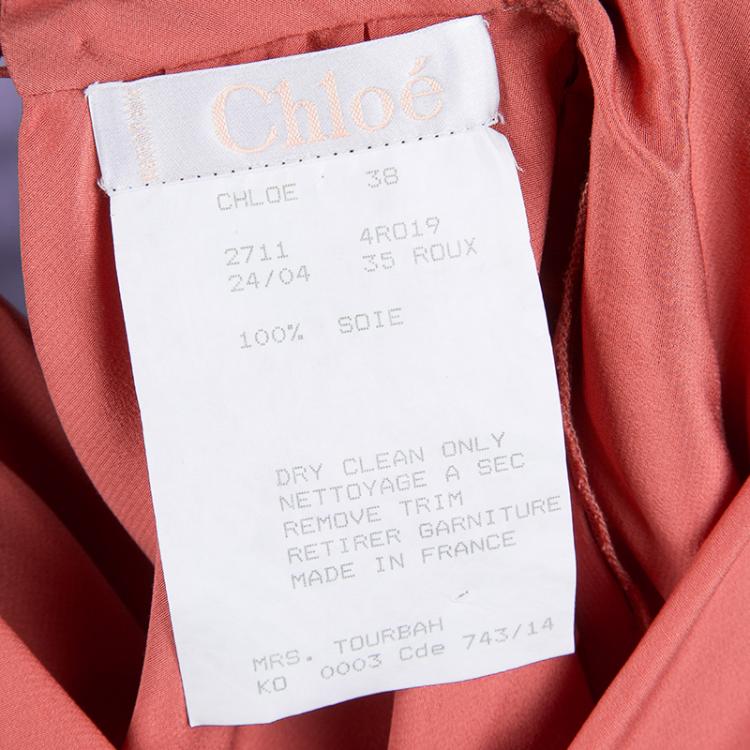 Chloé
CHLOE 38
2711 4R019
24/04 35 ROUX
100% SOIE
DRY CLEAN ONLY
NETTOYAGE A SEC
REMOVE TRIM
RETIRER GARNITURE
MADE IN FRANCE
MRS. TOURBAH
KO 0003 Cde 743/14